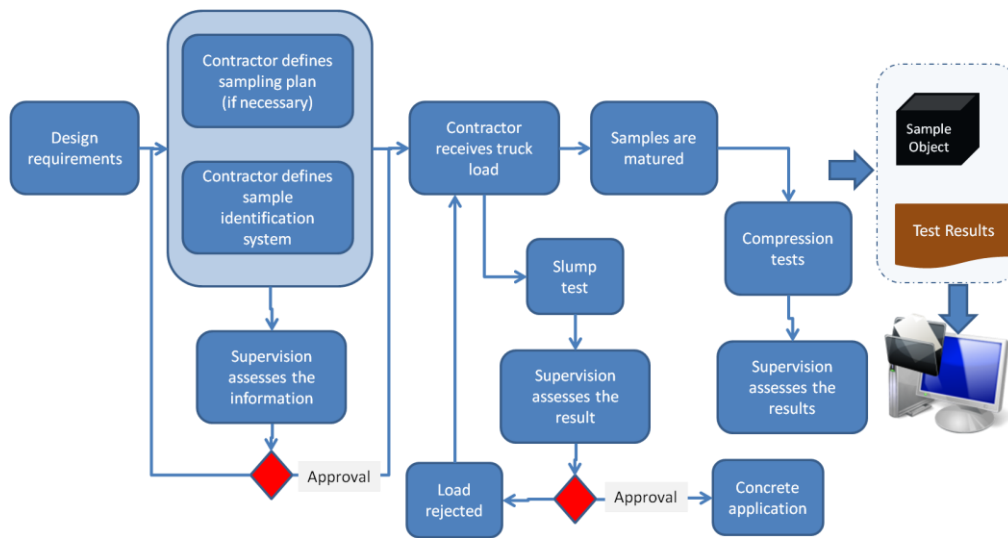 Contractor defines
sampling plan
(if necessary)
Design
requirements
Contractor defines
sample
identification
system
Supervision
assesses the
information
Approval
Contractor
receives truck
load
Samples are
matured
Slump
test
Supervision
assesses the
result
Load
rejected
Approval
Concrete
application
Compression
tests
Supervision
assesses the
results
Sample
Object
Test Results